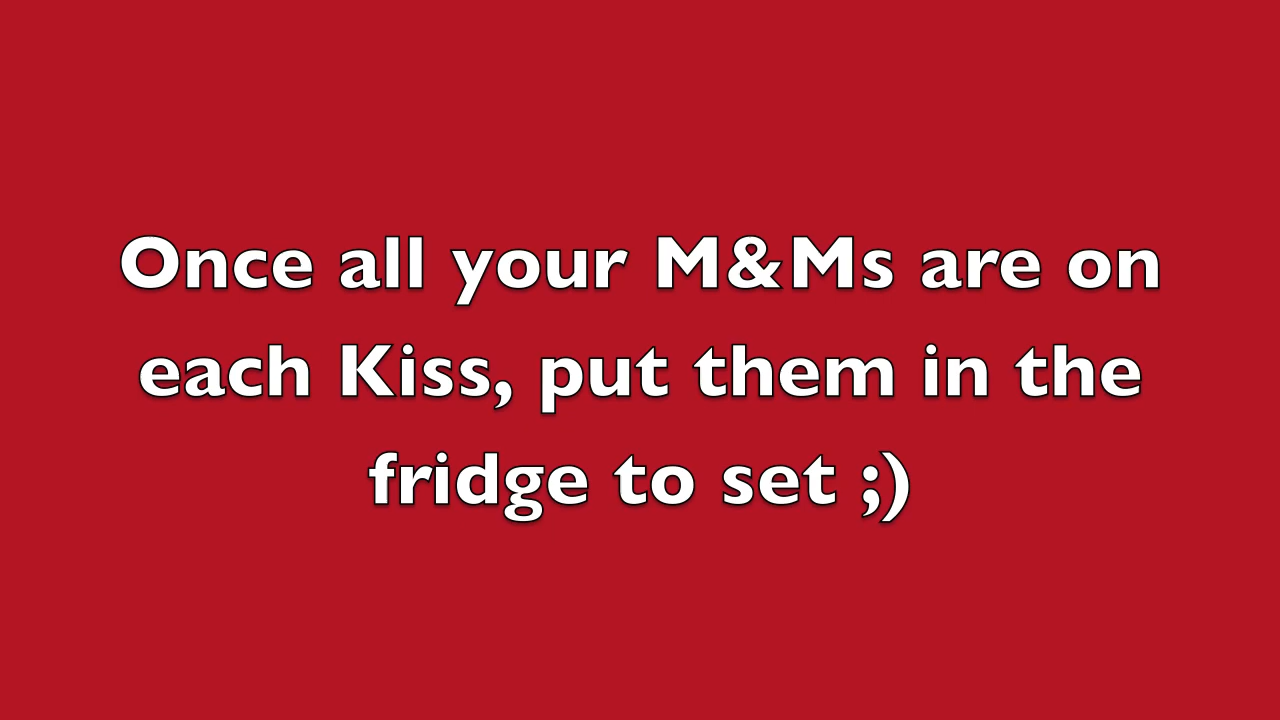 Once all your M&Ms are on
each Kiss, put them in the
fridge to set ;)